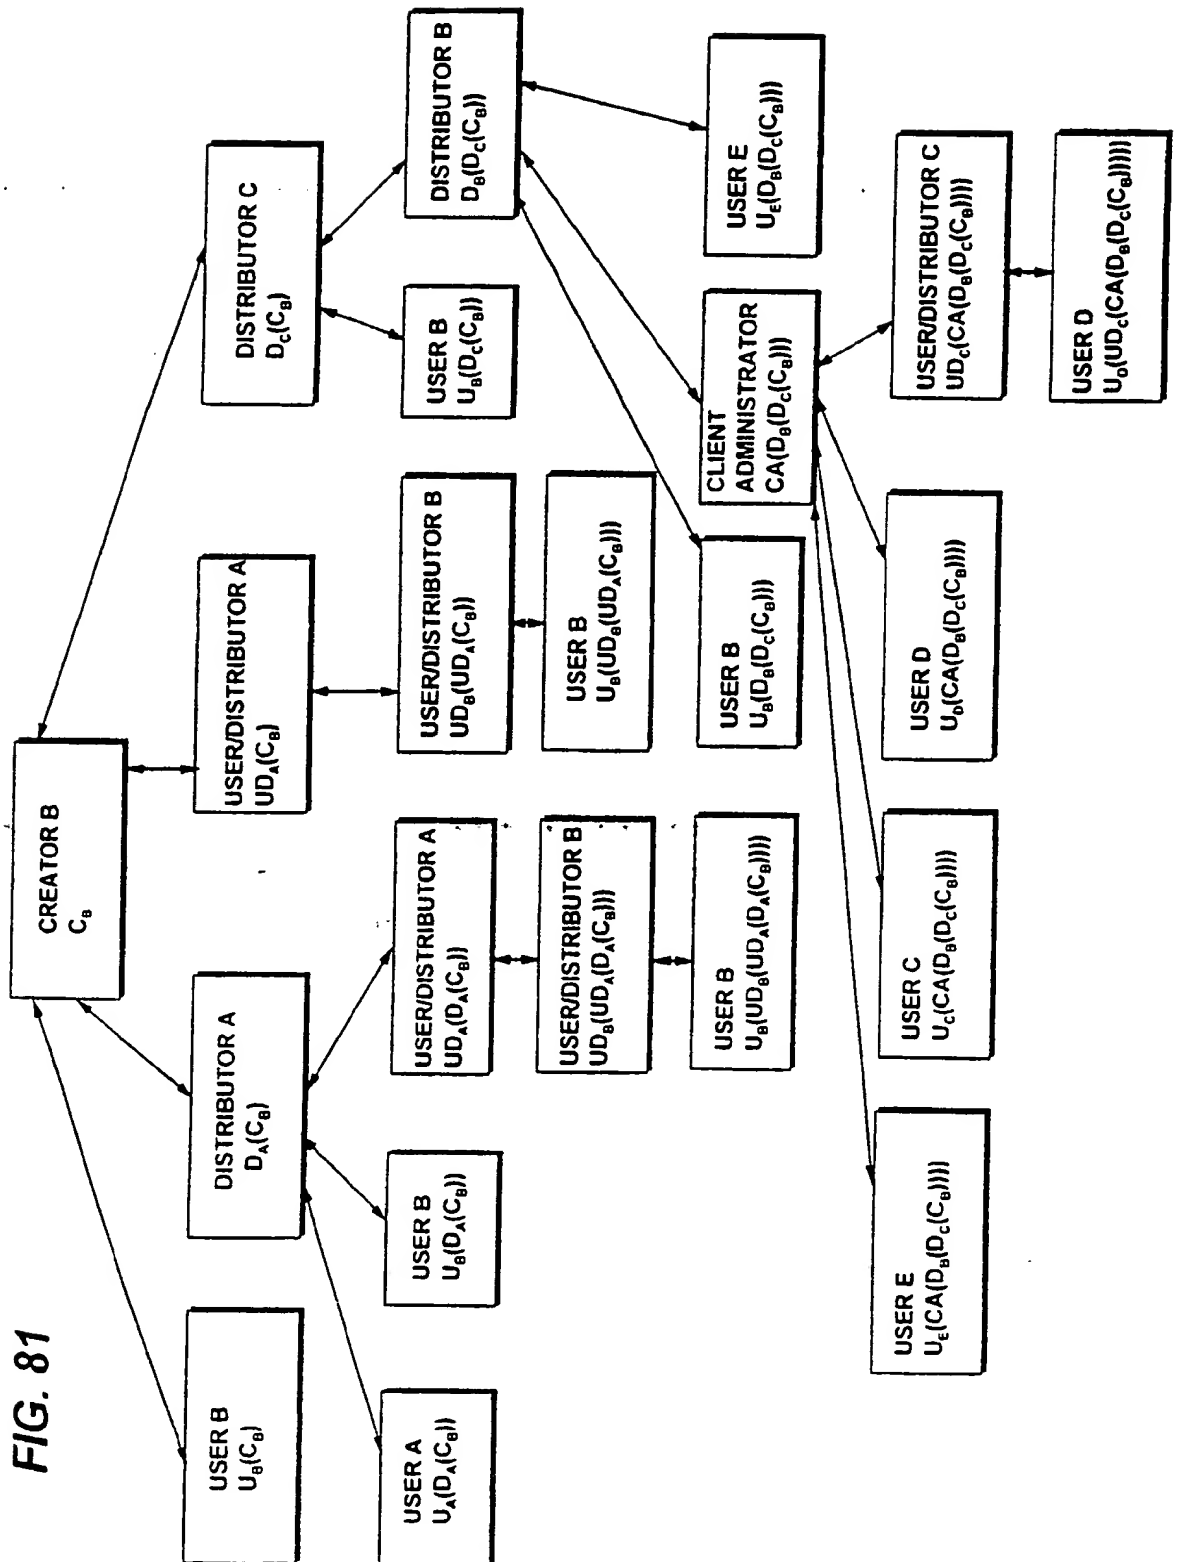 FIG. 81
CREATOR B
C_B
USER B
U_B(C_B)
DISTRIBUTOR A
D_A(C_B)
USER/DISTRIBUTOR A
UD_A(C_B)
DISTRIBUTOR C
D_C(C_B)
USER A
U_A(D_A(C_B))
USER B
U_B(D_A(C_B))
USER/DISTRIBUTOR A
UD_A(D_A(C_B))
USER/DISTRIBUTOR B
UD_B(UD_A(C_B))
USER B
U_B(D_C(C_B))
DISTRIBUTOR B
D_B(D_C(C_B))
USER/DISTRIBUTOR B
UD_B(UD_A(D_A(C_B)))
USER B
U_B(UD_B(UD_A(C_B)))
USER B
U_B(UD_B(UD_A(D_A(C_B))))
USER B
U_B(D_B(D_C(C_B)))
CLIENT
ADMINISTRATOR
CA(D_B(D_C(C_B)))
USER E
U_E(D_B(D_C(C_B)))
USER E
U_E(CA(D_B(D_C(C_B))))
USER C
U_C(CA(D_B(D_C(C_B))))
USER D
U_D(CA(D_B(D_C(C_B))))
USER/DISTRIBUTOR C
UD_C(CA(D_B(D_C(C_B))))
USER D
U_D(UD_C(CA(D_B(D_C(C_B)))))